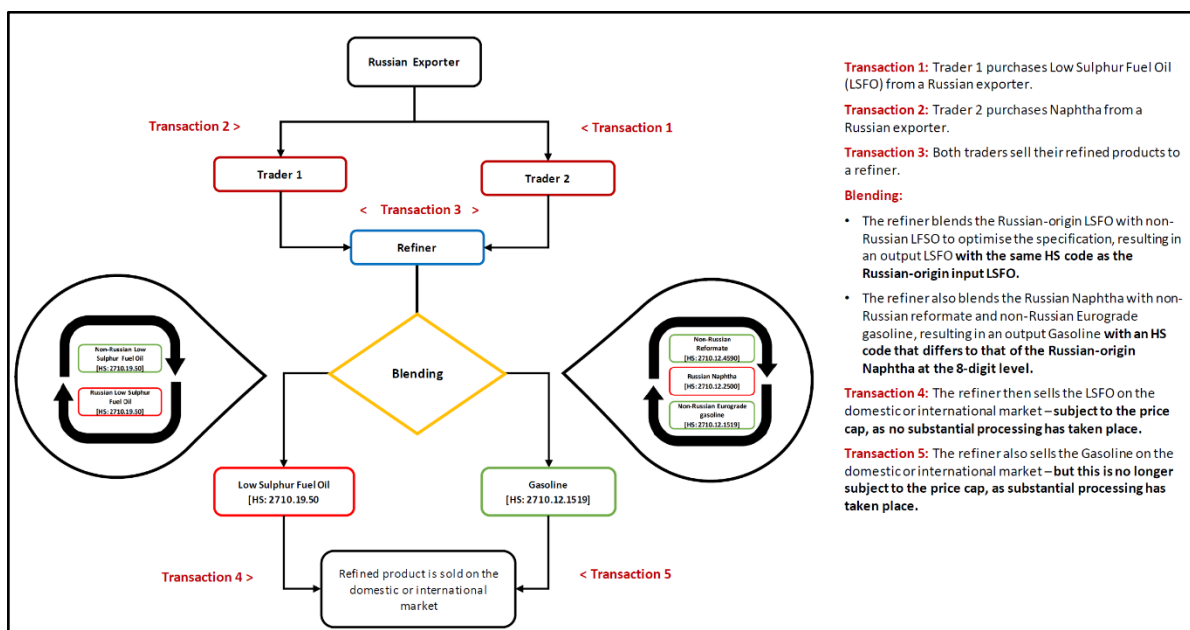 Russian Exporter
Transaction 2 >
< Transaction 1
Trader 1
Trader 2
< Transaction 3 >
Refiner
Non-Russian Low
Sulphur Fuel Oil
[HS: 2710.19.50]
Russian Low Sulphur
Fuel Oil
[HS: 2710.19.50]
Blending
Non-Russian
Reformate
[HS: 2710.12.4590]
Russian Naphtha
[HS: 2710.12.2500]
Non-Russian Eurograde
gasoline
[HS: 2710.12.1519]
Low Sulphur Fuel Oil
[HS: 2710.19.50
Gasoline
[HS: 2710.12.1519]
Transaction 4 >
Refined product is sold on the
domestic or international
market
< Transaction 5
Transaction 1: Trader 1 purchases Low Sulphur Fuel Oil
(LSFO) from a Russian exporter.
Transaction 2: Trader 2 purchases Naphtha from a
Russian exporter.
Transaction 3: Both traders sell their refined products to
a refiner.
Blending:
• The refiner blends the Russian-origin LSFO with non-
Russian LFSO to optimise the specification, resulting in
an output LSFO with the same HS code as the
Russian-origin input LSFO.
• The refiner also blends the Russian Naphtha with non-
Russian reformate and non-Russian Eurograde
gasoline, resulting in an output Gasoline with an HS
code that differs to that of the Russian-origin
Naphtha at the 8-digit level.
Transaction 4: The refiner then sells the LSFO on the
domestic or international market – subject to the price
cap, as no substantial processing has taken place.
Transaction 5: The refiner also sells the Gasoline on the
domestic or international market – but this is no longer
subject to the price cap, as substantial processing has
taken place.